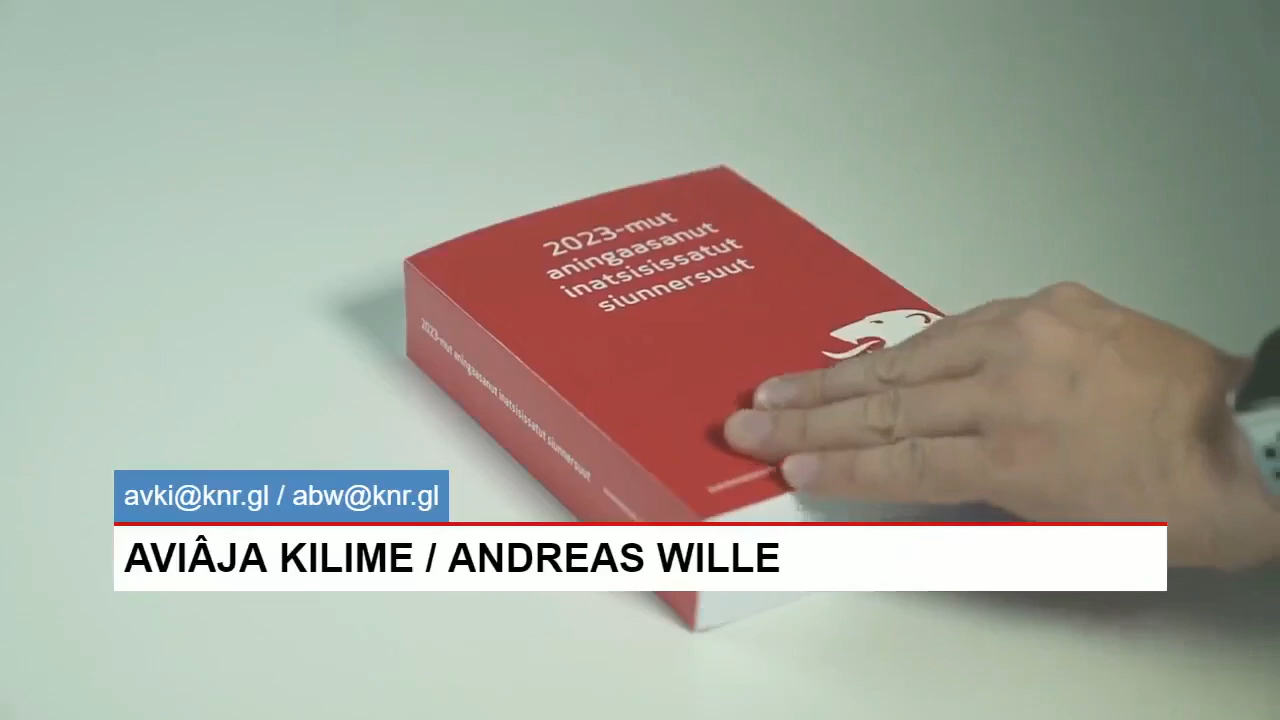 2023-mut
aningaasanut
inatsisissatut
siunnersuut
2023-mut aningaasanut inatsisissatut siunnersuut
avki@knr.gl / abw@knr.gl
AVIÂJA KILIME / ANDREAS WILLE